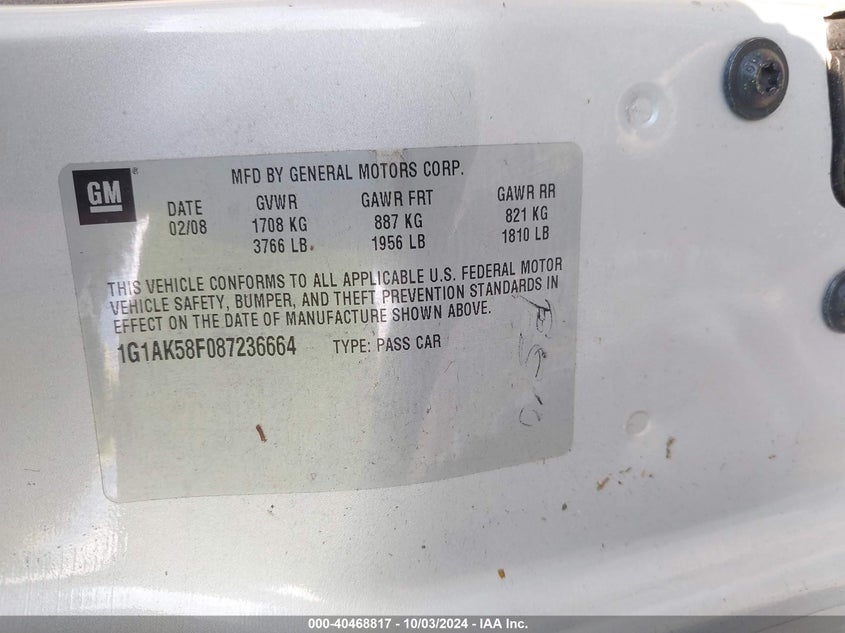 MFD BY GENERAL MOTORS CORP.
GM®
DATE GVWR GAWR FRT GAWR RR
02/08 1708 KG 887 KG 821 KG
3766 LB. 1956 LB 1810 LB
THIS VEHICLE CONFORMS TO ALL APPLICABLE U.S. FEDERAL MOTOR
VEHICLE SAFETY, BUMPER, AND THEFT PREVENTION STANDARDS IN
EFFECT ON THE DATE OF MANUFACTURE SHOWN ABOVE.
1G1AK58F087236664 TYPE: PASS CAR
000-40468817 - 10/03/2024 - IAA Inc.